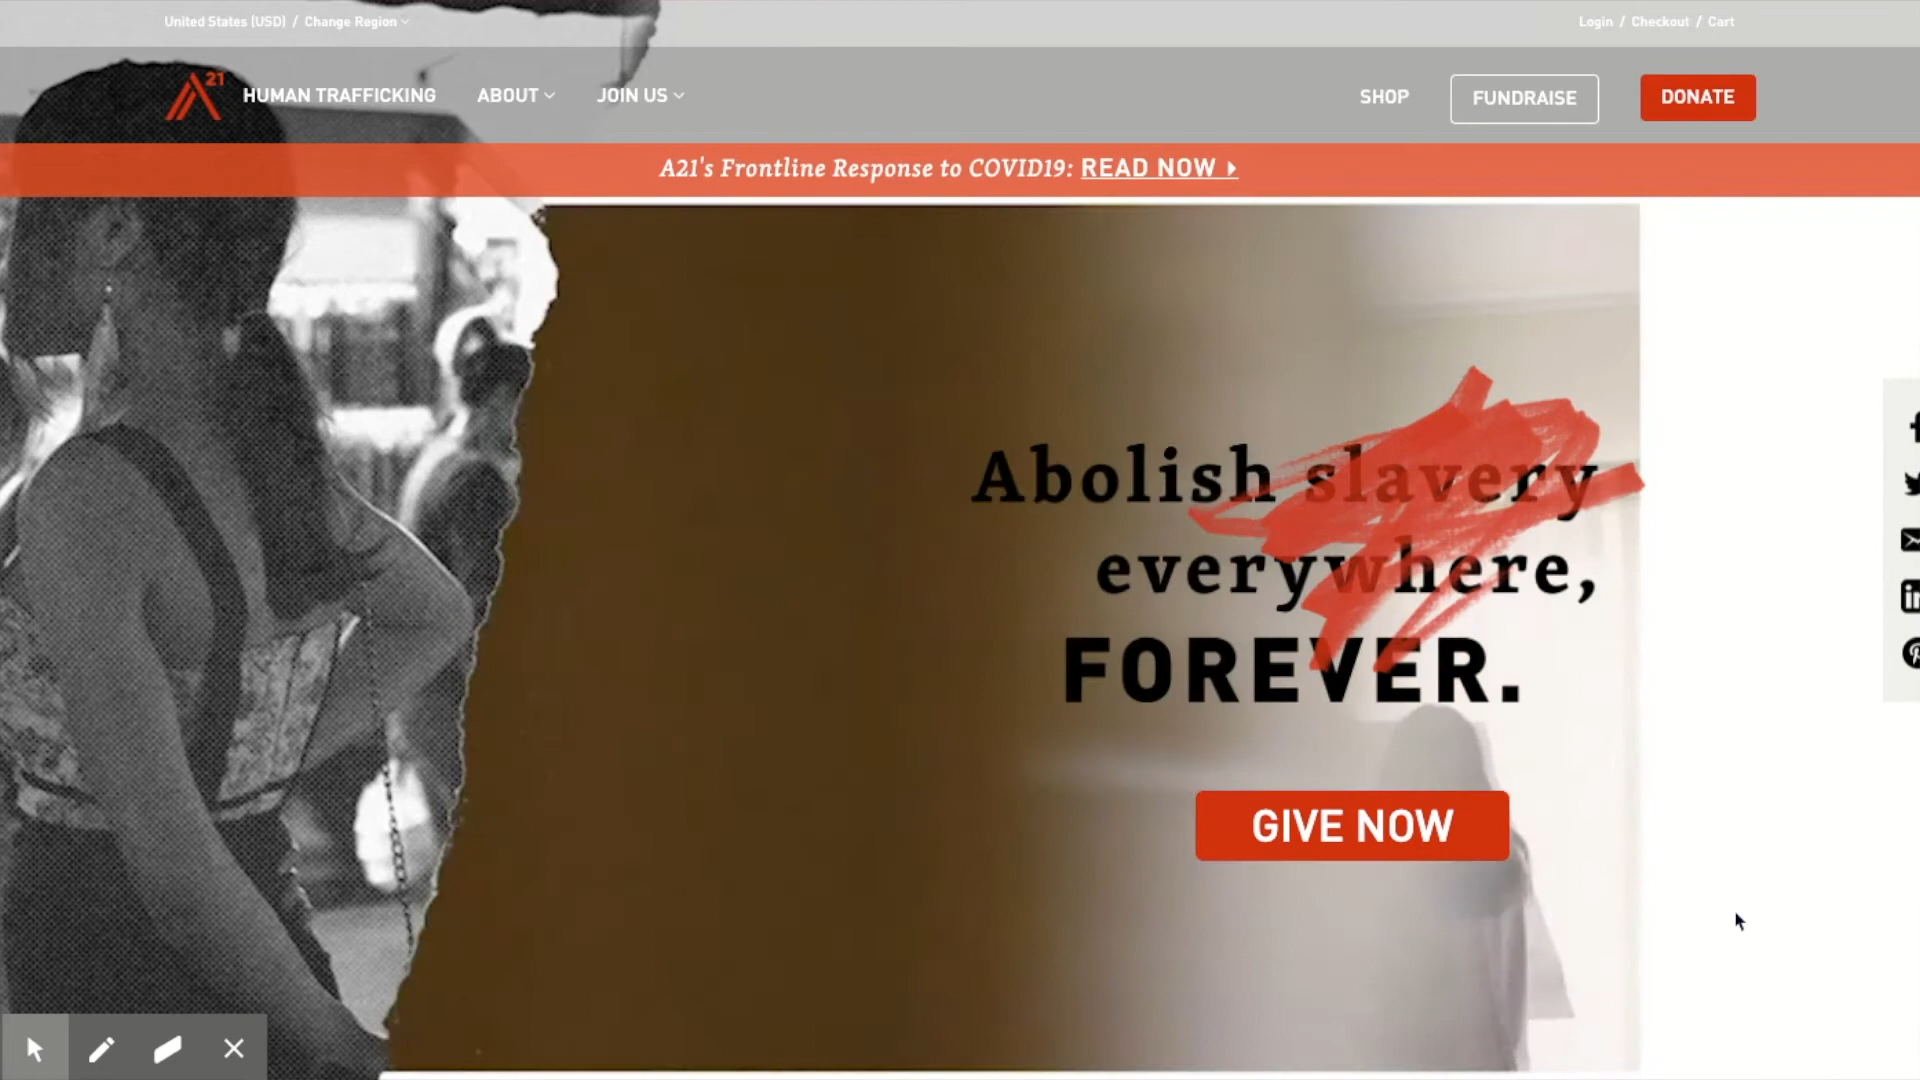 United States (USD) / Change Region
Login / Checkout / Cart
A21
HUMAN TRAFFICKING
ABOUT
JOIN US
SHOP
FUNDRAISE
DONATE
A21's Frontline Response to COVID19: READ NOW
Abolish slavery
everywhere,
FOREVER.
GIVE NOW